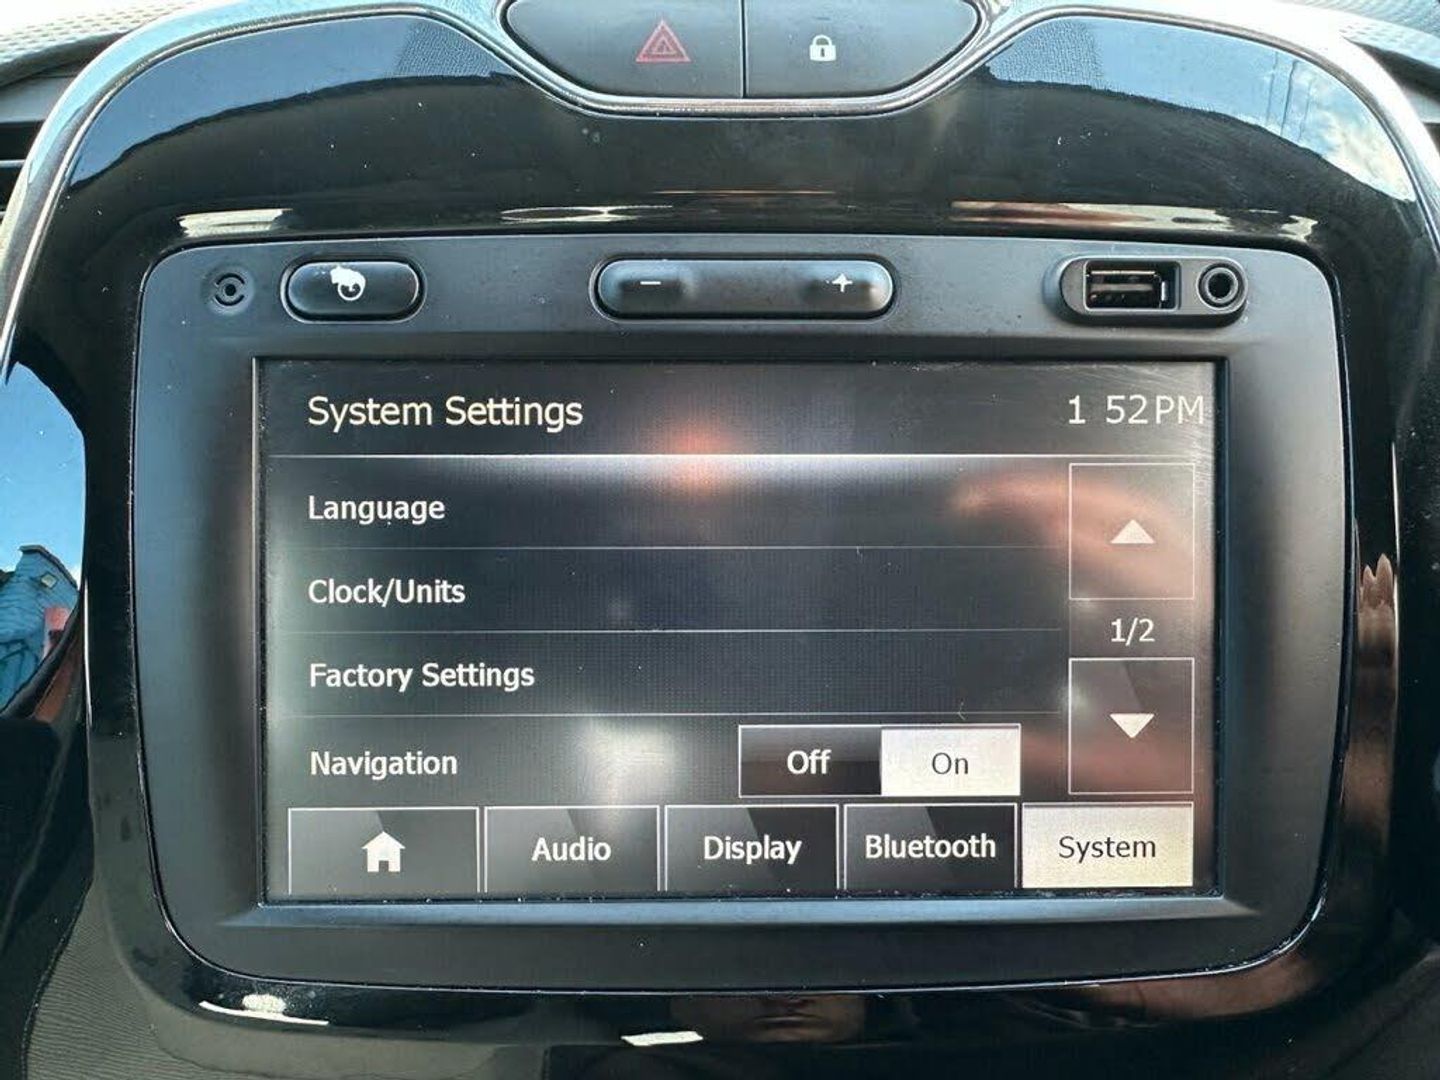 System Settings 1 52PM
Language
Clock/Units
1/2
Factory Settings
Navigation Off On
Audio Display Bluetooth System